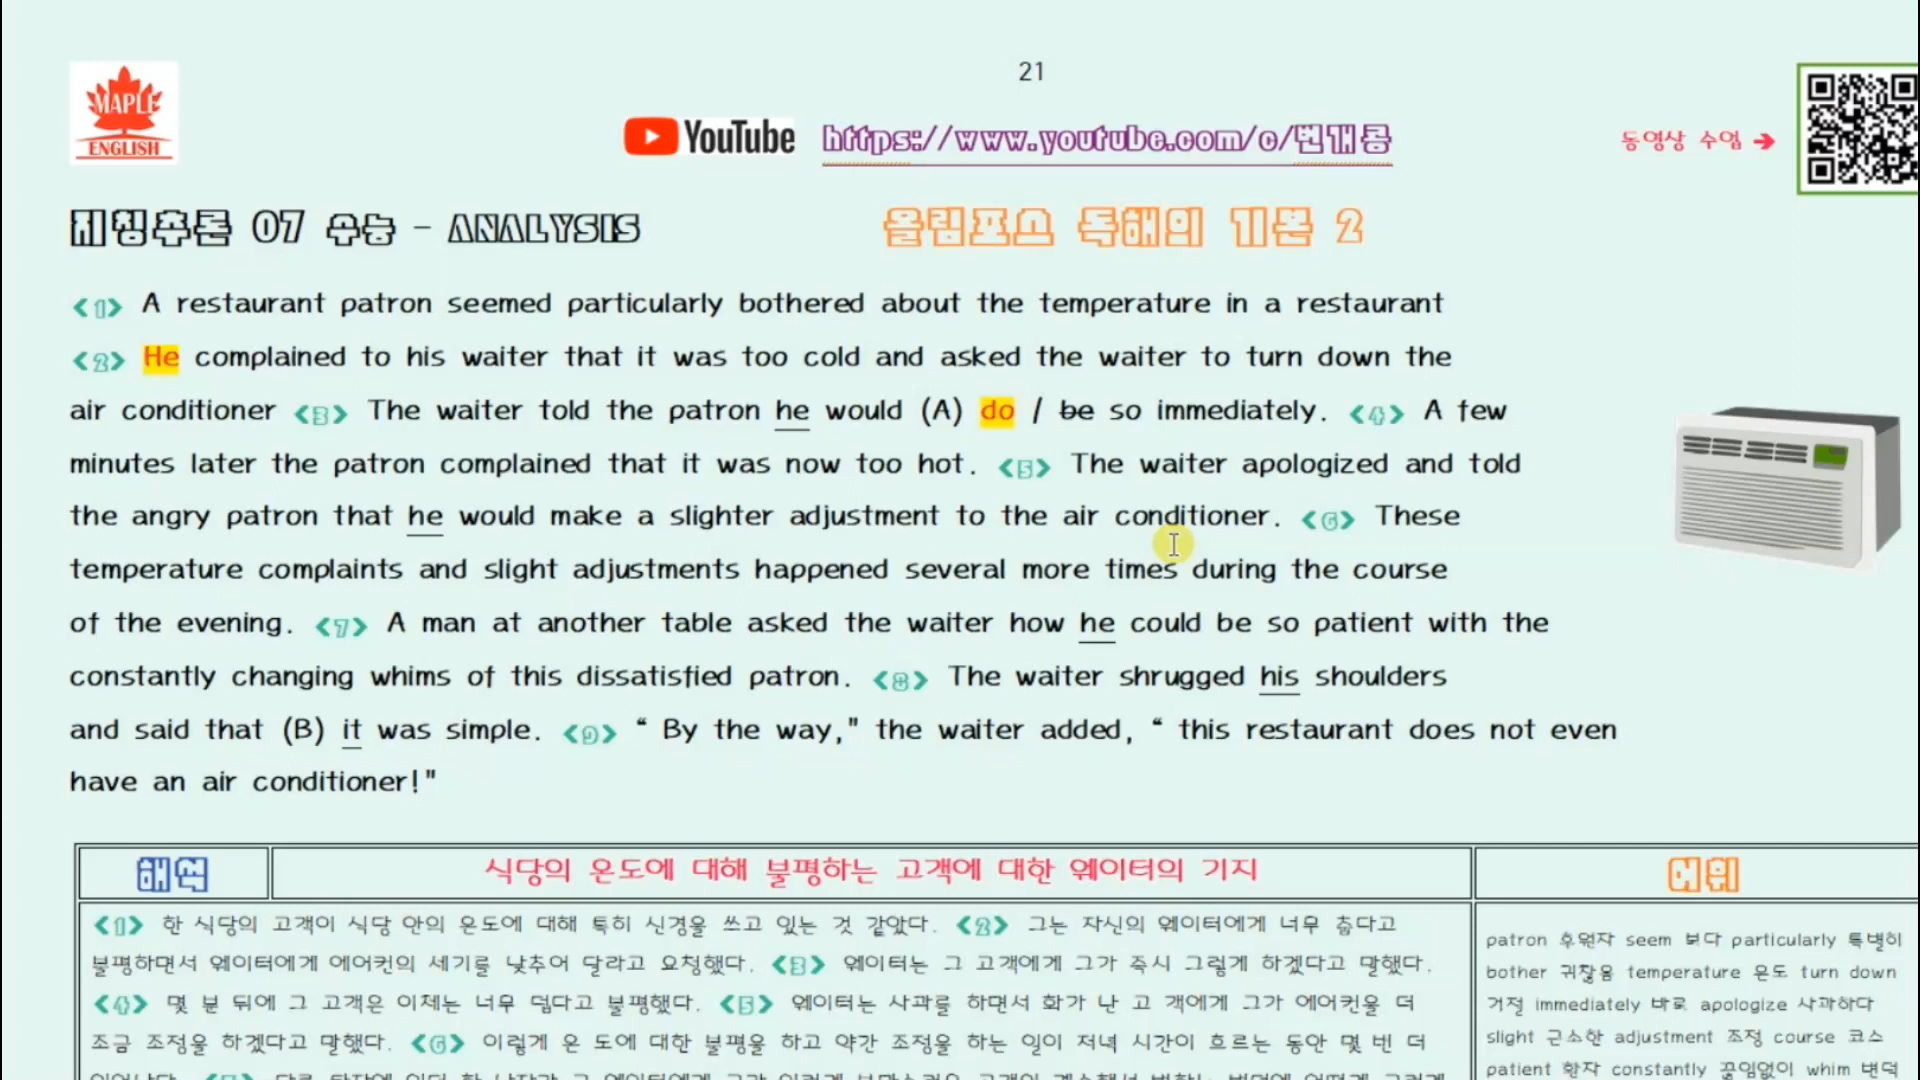 21
MAPLE
ENGLISH
YouTube https://www.youtube.com/c/번개쿵
동영상 수업 →
지칭추론 07 수능 - ANALYSIS
올림포스 독해의 기본 2
<1> A restaurant patron seemed particularly bothered about the temperature in a restaurant
<2> He complained to his waiter that it was too cold and asked the waiter to turn down the
air conditioner <3> The waiter told the patron he would (A) do / be so immediately. <4> A few
minutes later the patron complained that it was now too hot. <5> The waiter apologized and told
the angry patron that he would make a slighter adjustment to the air conditioner. <6> These
temperature complaints and slight adjustments happened several more times during the course
of the evening. <7> A man at another table asked the waiter how he could be so patient with the
constantly changing whims of this dissatisfied patron. <8> The waiter shrugged his shoulders
and said that (B) it was simple. <9> “ By the way," the waiter added, “ this restaurant does not even
have an air conditioner!"
해석
식당의 온도에 대해 불평하는 고객에 대한 웨이터의 기지
어휘
<1> 한 식당의 고객이 식당 안의 온도에 대해 특히 신경을 쓰고 있는 것 같았다. <2> 그는 자신의 웨이터에게 너무 춥다고
불평하면서 웨이터에게 에어컨의 세기를 낮추어 달라고 요청했다. <3> 웨이터는 그 고객에게 그가 즉시 그렇게 하겠다고 말했다.
<4> 몇 분 뒤에 그 고객은 이제는 너무 덥다고 불평했다. <5> 웨이터는 사과를 하면서 화가 난 고 객에게 그가 에어컨을 더
조금 조정을 하겠다고 말했다. <6> 이렇게 온 도에 대한 불평을 하고 약간 조정을 하는 일이 저녁 시간이 흐르는 동안 몇 번 더
patron 후원자 seem 보다 particularly 특별히
bother 귀찮음 temperature 온도 turn down
거절 immediately 바로 apologize 사과하다
slight 근소한 adjustment 조정 course 코스
patient 환자 constantly 끊임없이 whim 변덕